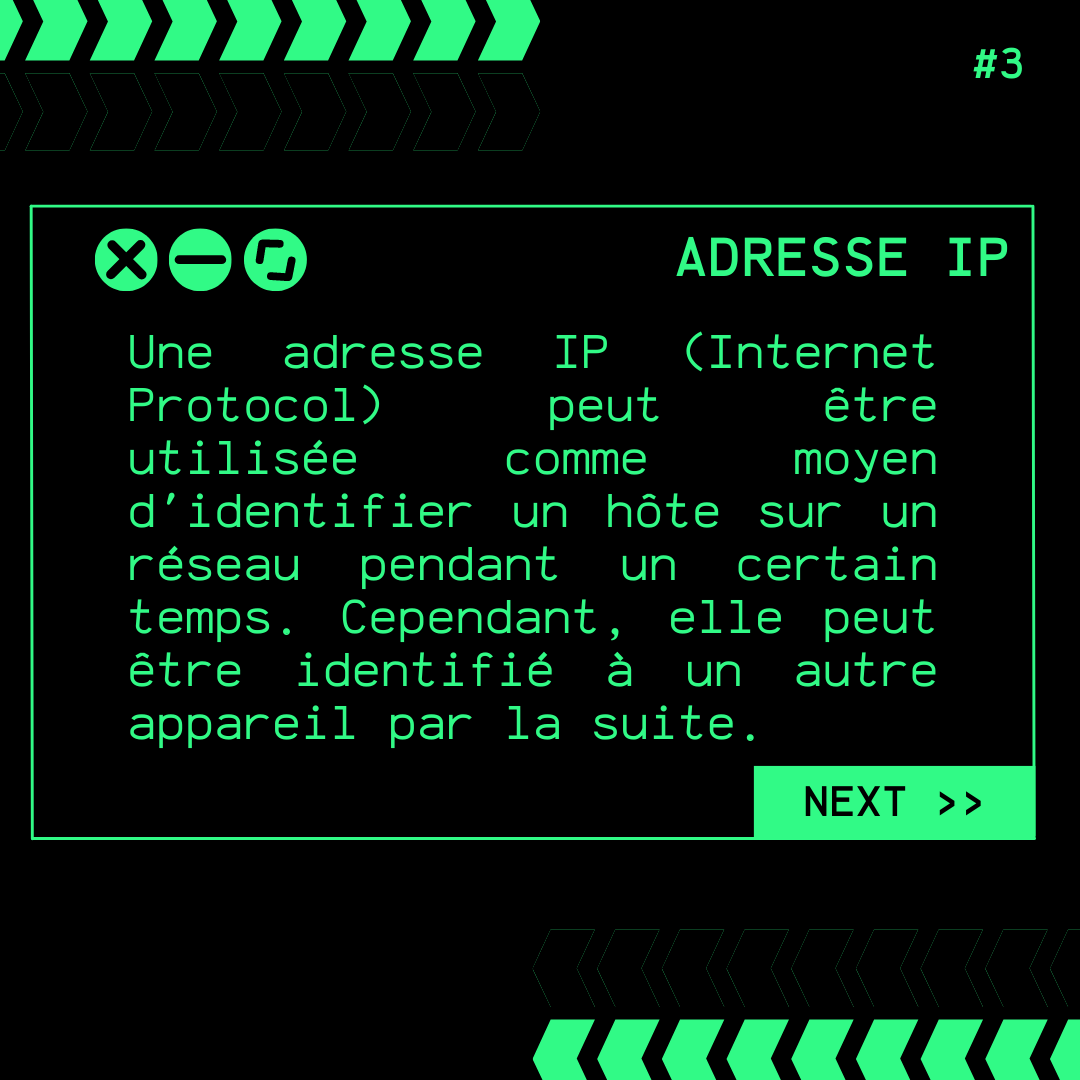 #3
ADRESSE IP
Une adresse IP (Internet
Protocol) peut être
utilisée comme moyen
d'identifier un hôte sur un
réseau pendant un certain
temps. Cependant, elle peut
être identifié à un autre
appareil par la suite.
NEXT >>